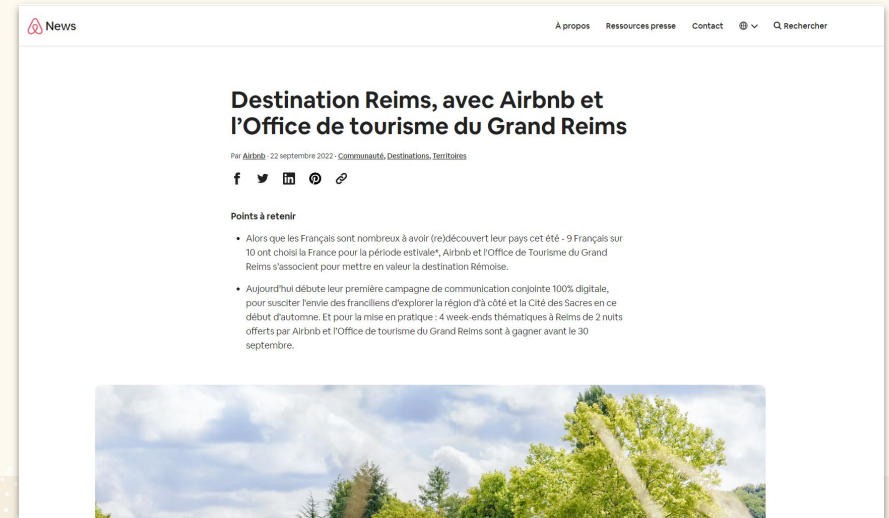 News
À propos Ressources presse Contact Rechercher
Destination Reims, avec Airbnb et
l’Office de tourisme du Grand Reims
Par Airbnb · 22 septembre 2022 · Communauté, Destinations, Territoires
Points à retenir
• Alors que les Français sont nombreux à avoir (re)découvert leur pays cet été - 9 Français sur
10 ont choisi la France pour la période estivale*, Airbnb et l'Office de Tourisme du Grand
Reims s’associent pour mettre en valeur la destination Rémoise.
• Aujourd’hui débute leur première campagne de communication conjointe 100% digitale,
pour susciter l’envie des franciliens d’explorer la région d’à côté et la Cité des Sacres en ce
début d’automne. Et pour la mise en pratique : 4 week-ends thématiques à Reims de 2 nuits
offerts par Airbnb et l’Office de tourisme du Grand Reims sont à gagner avant le 30
septembre.